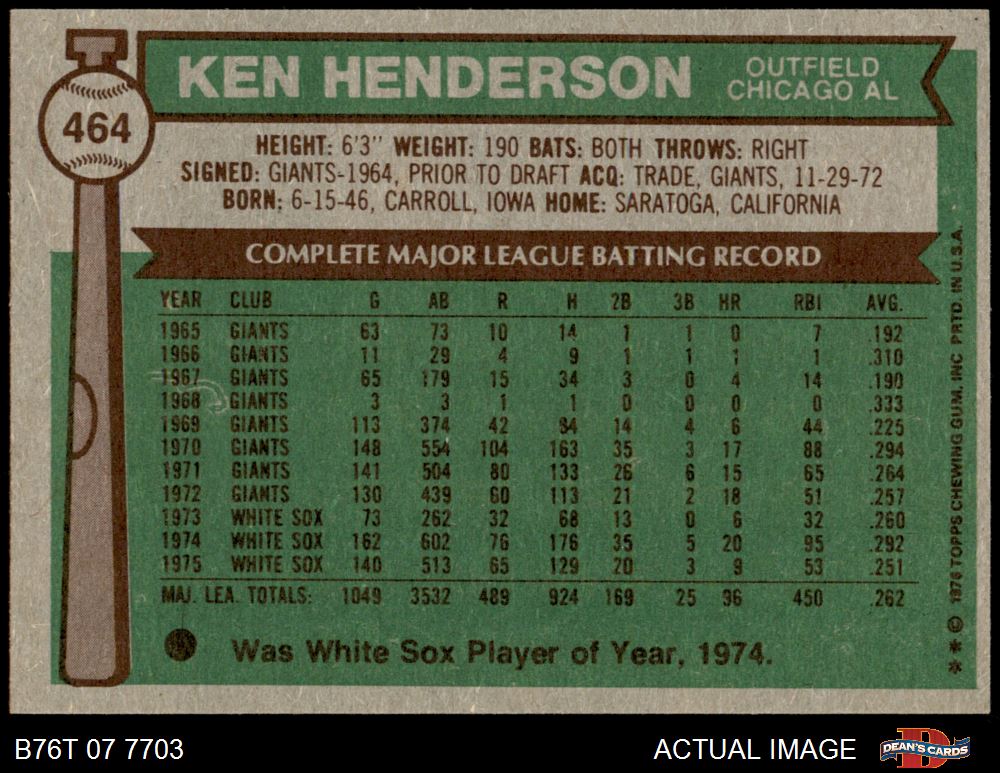 464
KEN HENDERSON
OUTFIELD
CHICAGO AL
HEIGHT: 6'3" WEIGHT: 190 BATS: BOTH THROWS: RIGHT
SIGNED: GIANTS-1964, PRIOR TO DRAFT ACQ: TRADE, GIANTS, 11-29-72
BORN: 6-15-46, CARROLL, IOWA HOME: SARATOGA, CALIFORNIA
COMPLETE MAJOR LEAGUE BATTING RECORD
YEAR CLUB G AB R H 2B 3B HR RBI AVG.
1965 GIANTS 63 73 10 14 1 1 0 7 .192
1966 GIANTS 11 29 4 9 1 1 1 1 .310
1967 GIANTS 65 179 15 34 3 0 4 14 .190
1968 GIANTS 3 3 1 1 0 0 0 0 .333
1969 GIANTS 113 374 42 84 14 4 6 44 .225
1970 GIANTS 148 554 104 163 35 3 17 88 .294
1971 GIANTS 141 504 80 133 26 6 15 65 .264
1972 GIANTS 130 439 60 113 21 2 18 51 .257
1973 WHITE SOX 73 262 32 68 13 0 6 32 .260
1974 WHITE SOX 162 602 76 176 35 5 20 95 .292
1975 WHITE SOX 140 513 65 129 20 3 9 53 .251
MAJ. LEA. TOTALS: 1049 3532 489 924 169 25 96 450 .262
Was White Sox Player of Year, 1974.
** © 1976 TOPPS CHEWING GUM, INC PRTD. IN U.S.A.
B76T 07 7703
ACTUAL IMAGE
DEAN'S CARDS